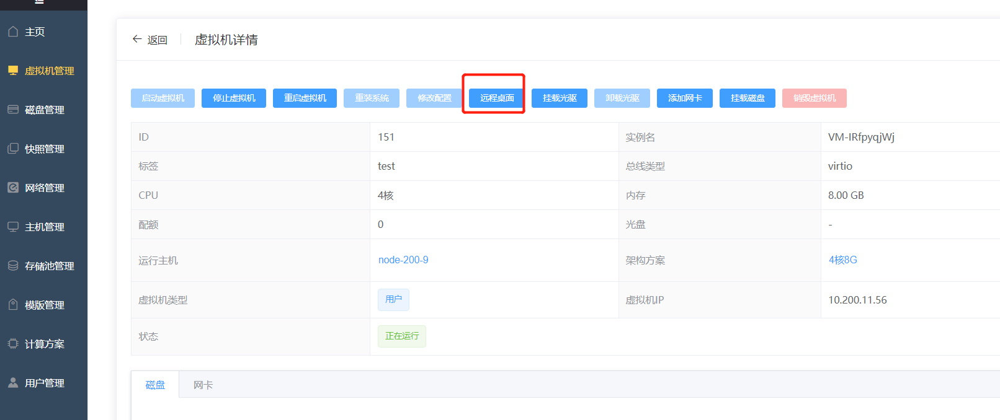 主页
虚拟机管理
磁盘管理
快照管理
网络管理
主机管理
存储池管理
模版管理
计算方案
用户管理
返回 虚拟机详情
启动虚拟机 停止虚拟机 重启虚拟机 重装系统 修改配置 远程桌面 挂载光驱 卸载光驱 添加网卡 挂载磁盘 销毁虚拟机
ID 151 实例名 VM-IRfpyqjWj
标签 test 总线类型 virtio
CPU 4核 内存 8.00 GB
配额 0 光盘 -
运行主机 node-200-9 架构方案 4核8G
虚拟机类型 用户 虚拟机IP 10.200.11.56
状态 正在运行
磁盘 网卡